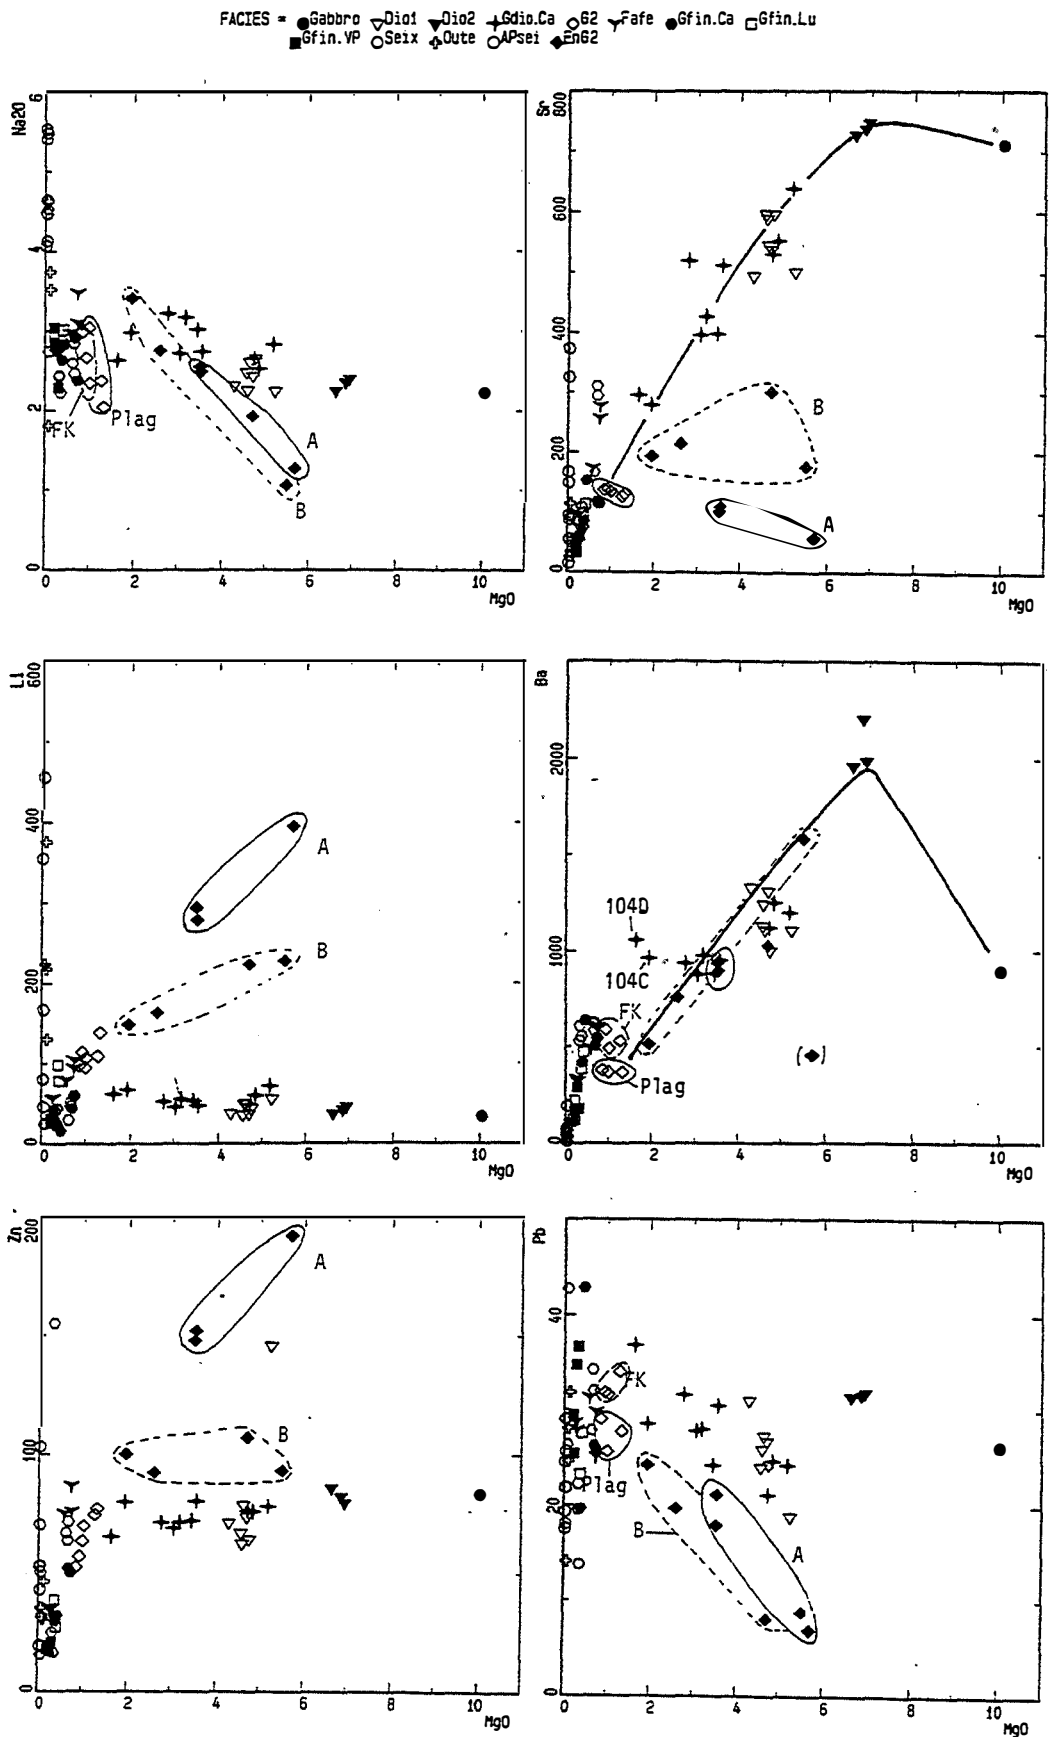 FACIES = Gabbro Dio1 Dio2 Gdio.Ca G2 Fafe Gfin.Ca Gfin.Lu
Gfin.VP Seix Oute APsei EnG2
Na2O
6
4
2
0
FK
Plag
A
B
0 2 4 6 8 10
MgO
Sr
800
600
400
200
0
B
A
0 2 4 6 8 10
MgO
Li
600
400
200
0
A
B
0 2 4 6 8 10
MgO
Ba
2000
1000
0
104D
104C
FK
Plag
( )
0 2 4 6 8 10
MgO
Zn
200
100
0
A
B
0 2 4 6 8 10
MgO
Pb
40
20
0
FK
Plag
B
A
0 2 4 6 8 10
MgO